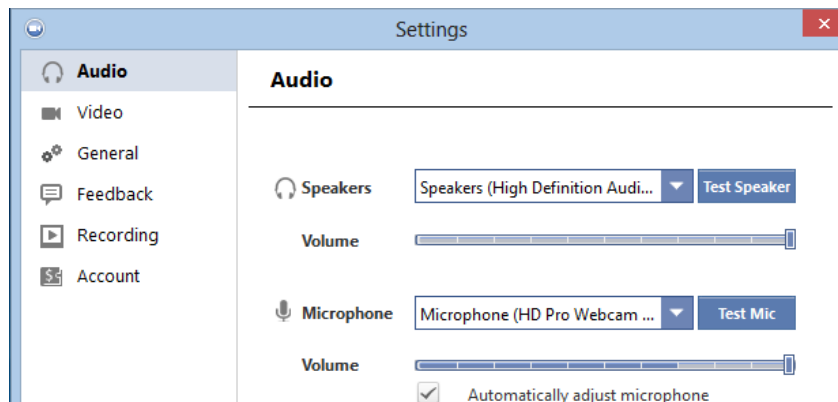 Settings
Audio
Video
General
Feedback
Recording
Account
Audio
Speakers
Speakers (High Definition Audi...
Test Speaker
Volume
Microphone
Microphone (HD Pro Webcam ...
Test Mic
Volume
Automatically adjust microphone